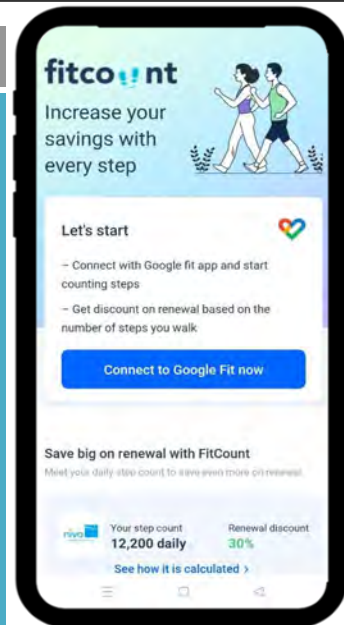 fitcount
Increase your
savings with
every step
Let's start
– Connect with Google fit app and start
counting steps
– Get discount on renewal based on the
number of steps you walk
Connect to Google Fit now
Save big on renewal with FitCount
Meet your daily step count to save even more on renewal.
niva
Your step count
Renewal discount
12,200 daily
30%
See how it is calculated >